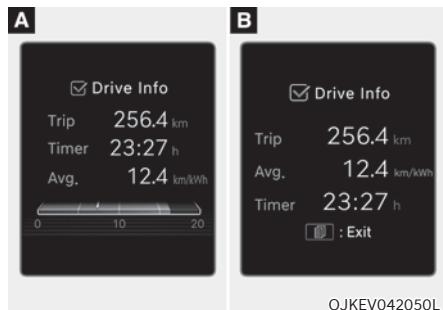 A
Drive Info
Trip 256.4 km
Timer 23:27 h
Avg. 12.4 km/kWh
0 10 20
B
Drive Info
Trip 256.4 km
Avg. 12.4 km/kWh
Timer 23:27 h
: Exit
OJKEV042050L